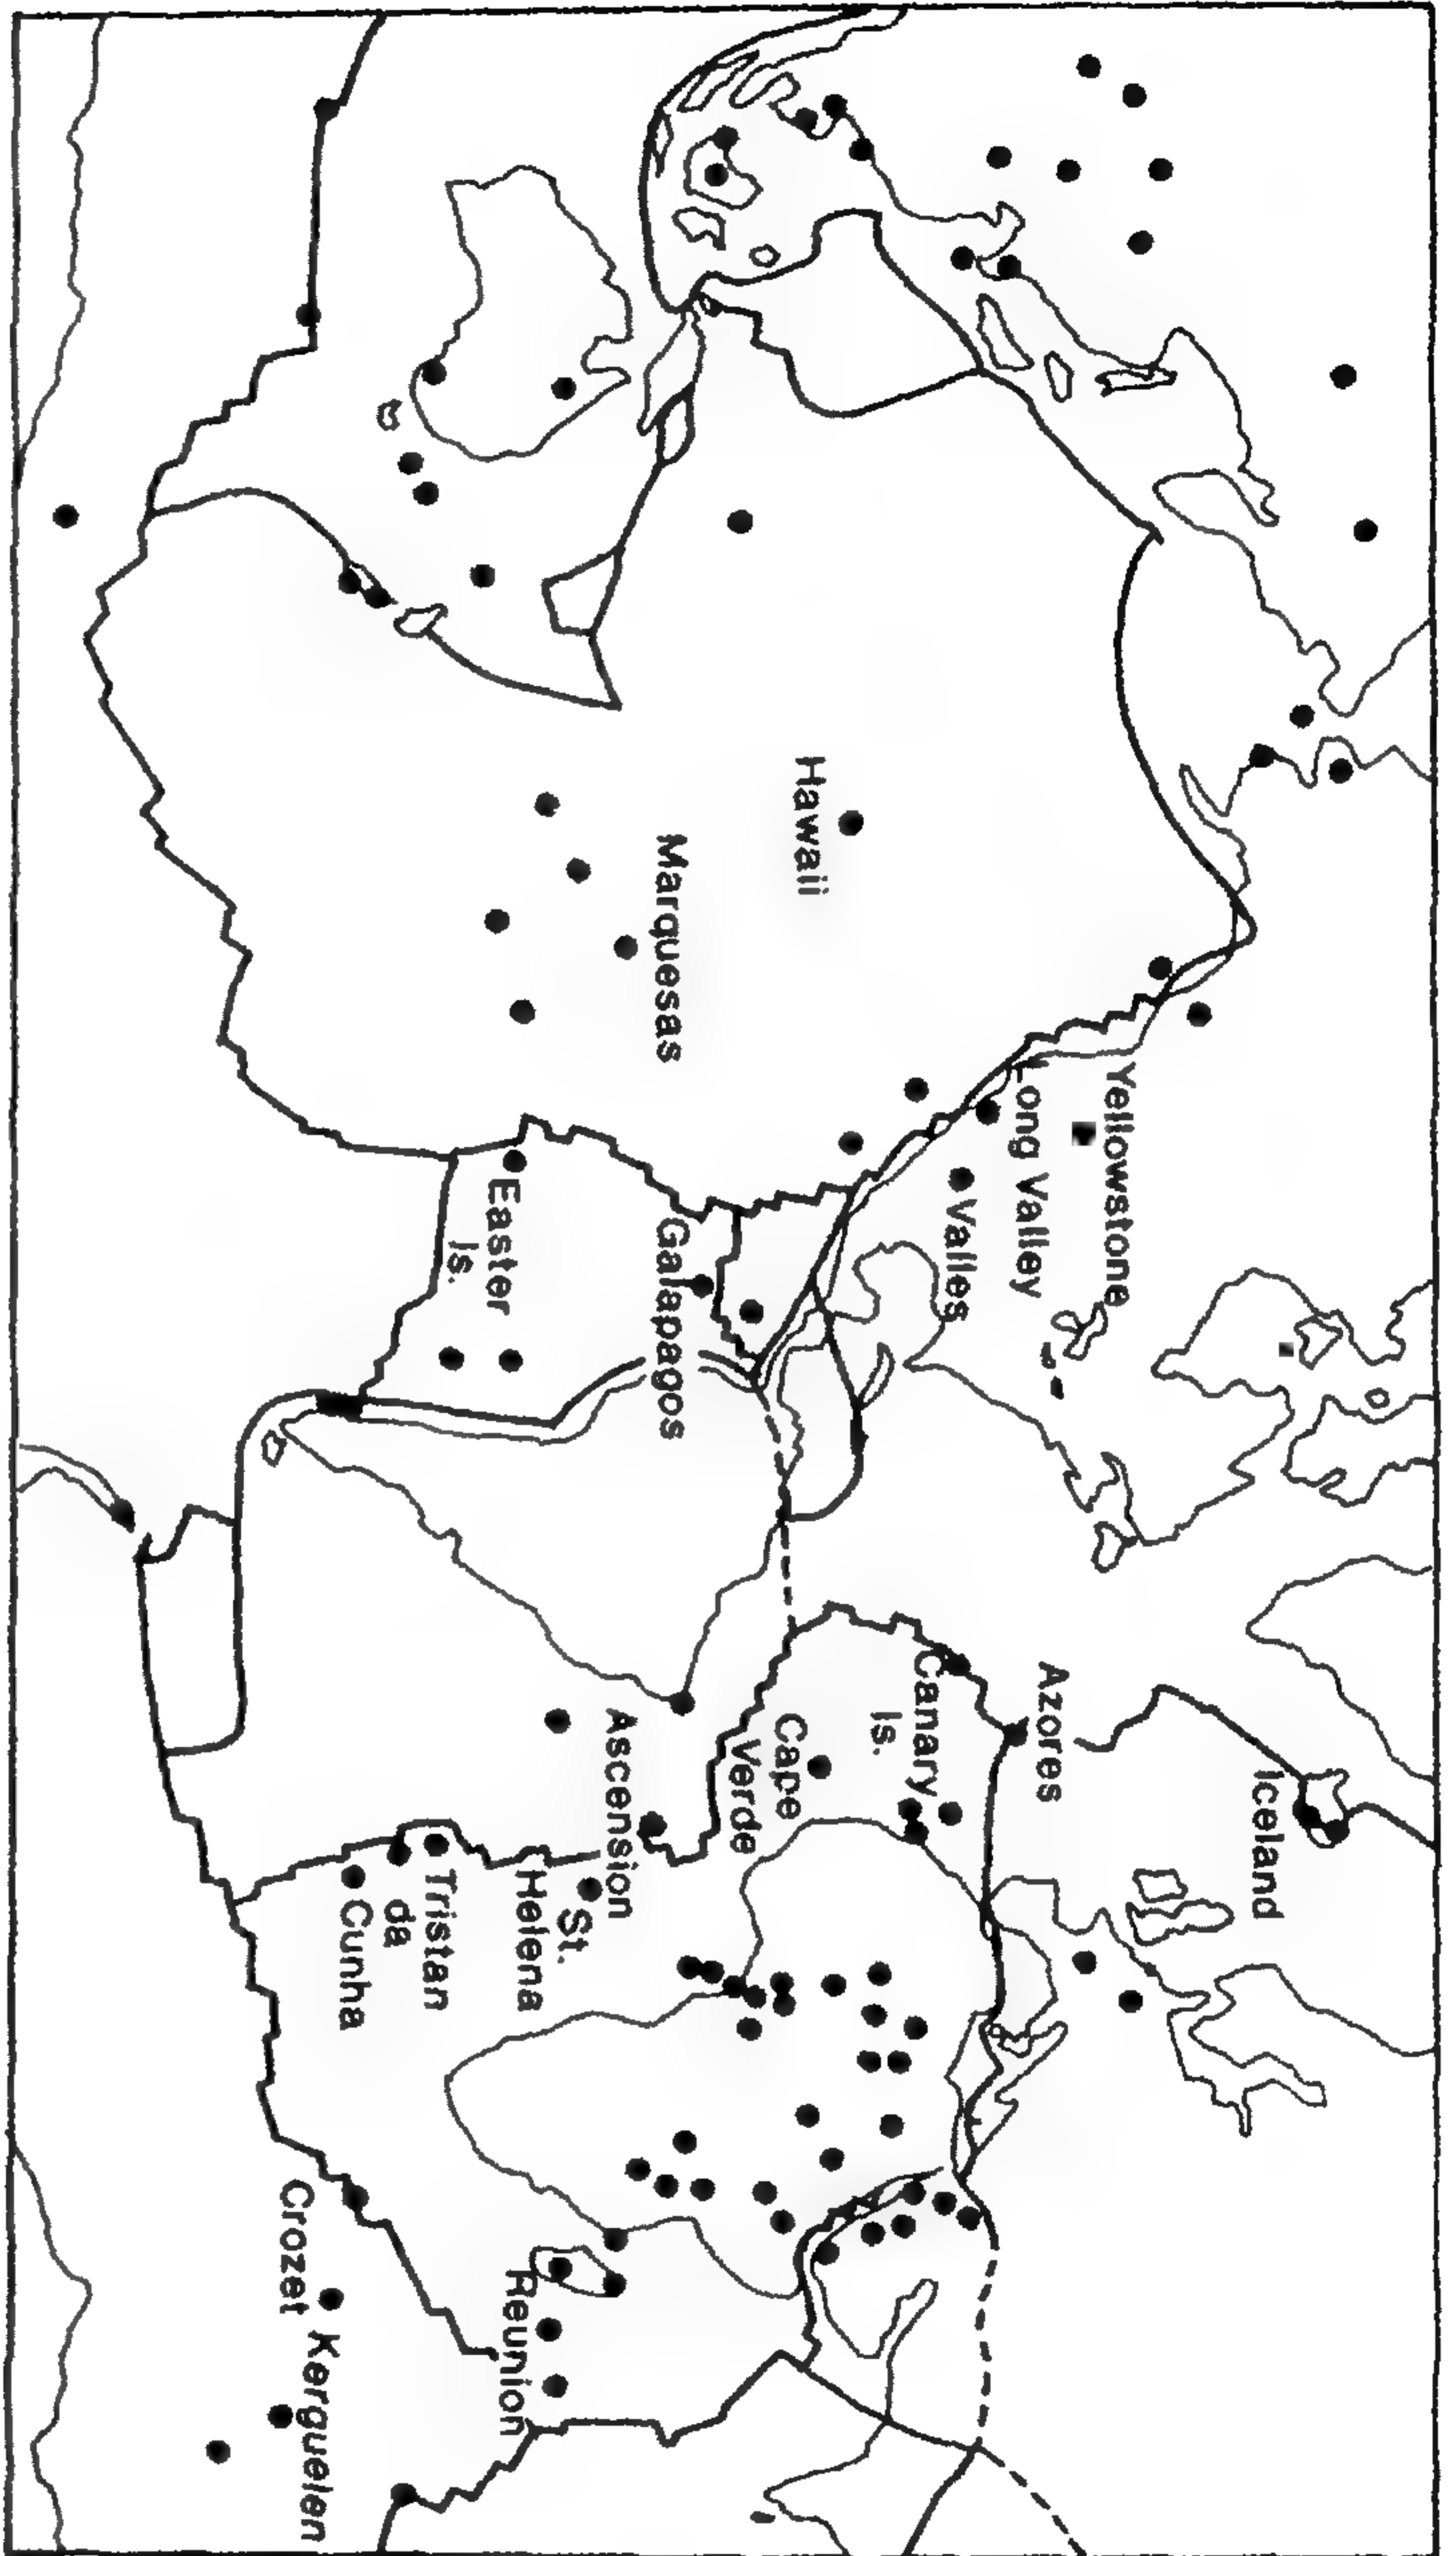 Iceland
Azores
Yellowstone
Long Valley
Valles
Canary
Is.
Cape
Verde
Hawaii
Marquesas
Galapagos
Ascension
St.
Helena
Easter
Is.
Reunion
Tristan
da
Cunha
Crozet
Kerguelen